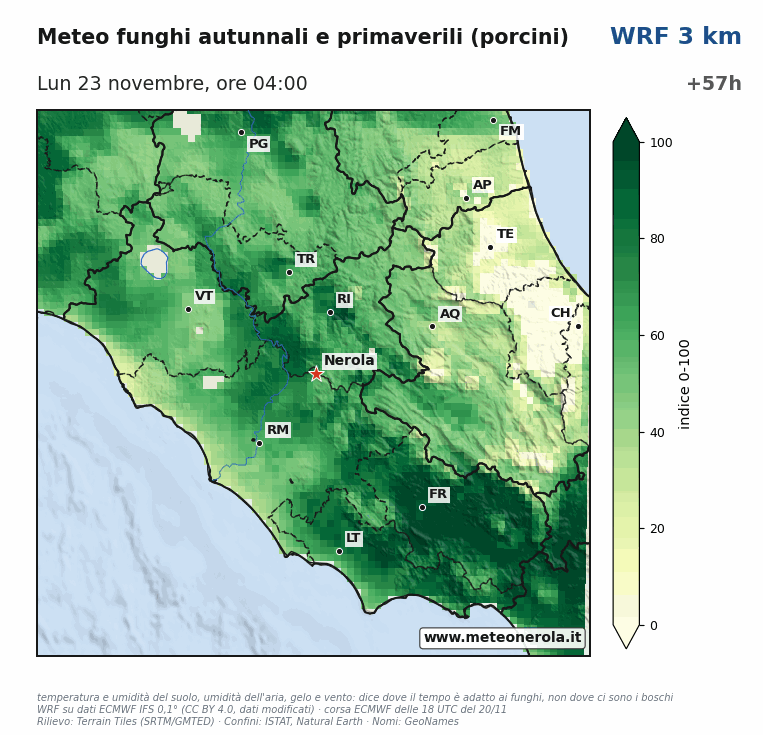 Meteo funghi autunnali e primaverili (porcini)
WRF 3 km
Lun 23 novembre, ore 04:00
+57h
FM
PG
AP
TE
TR
VT
RI
AQ
CH
Nerola
RM
FR
LT
www.meteonerola.it
100
80
60
40
20
0
indice 0-100
temperatura e umidità del suolo, umidità dell'aria, gelo e vento: dice dove il tempo è adatto ai funghi, non dove ci sono i boschi
WRF su dati ECMWF IFS 0,1° (CC BY 4.0, dati modificati) · corsa ECMWF delle 18 UTC del 20/11
Rilievo: Terrain Tiles (SRTM/GMTED) · Confini: ISTAT, Natural Earth · Nomi: GeoNames